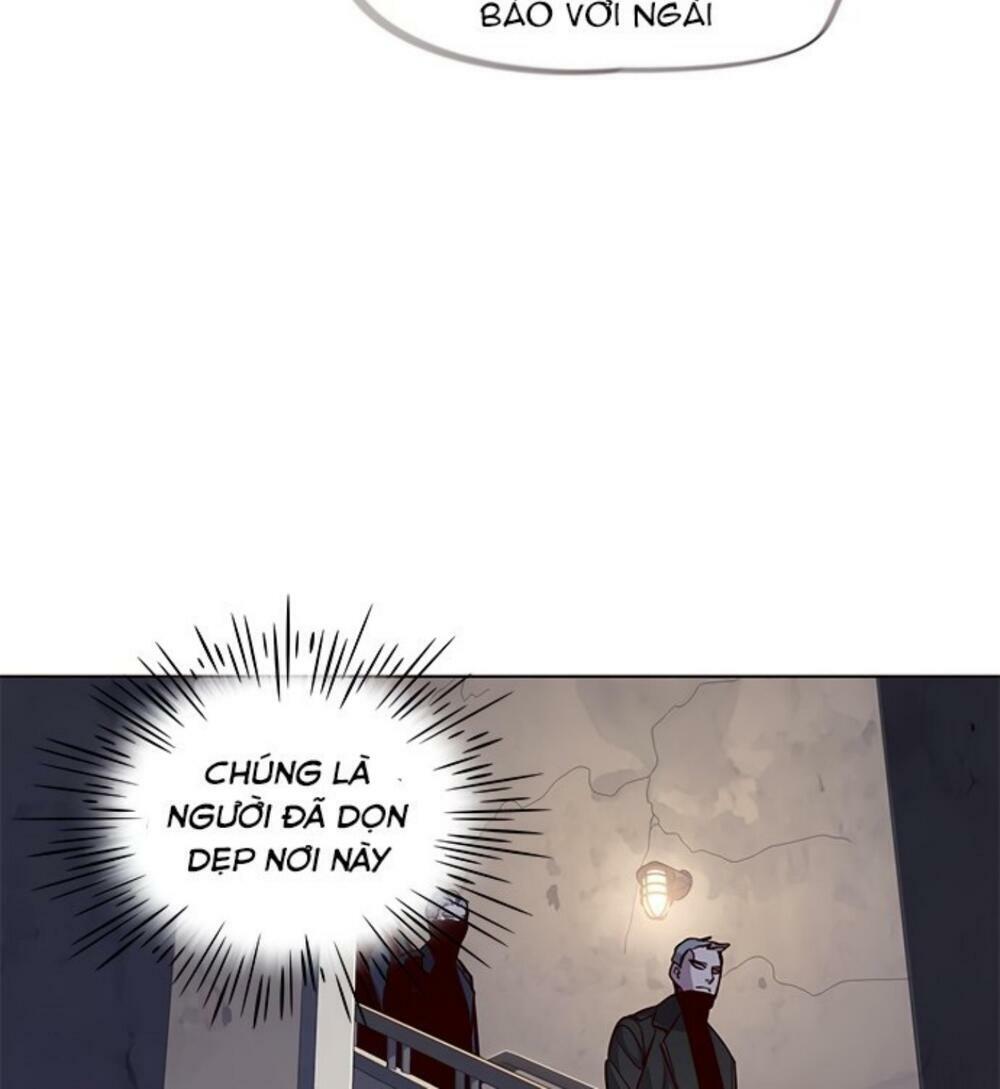 BÁO VỚI NGÀI
CHÚNG LÀ
NGƯỜI ĐÃ DỌN
DẸP NƠI NÀY